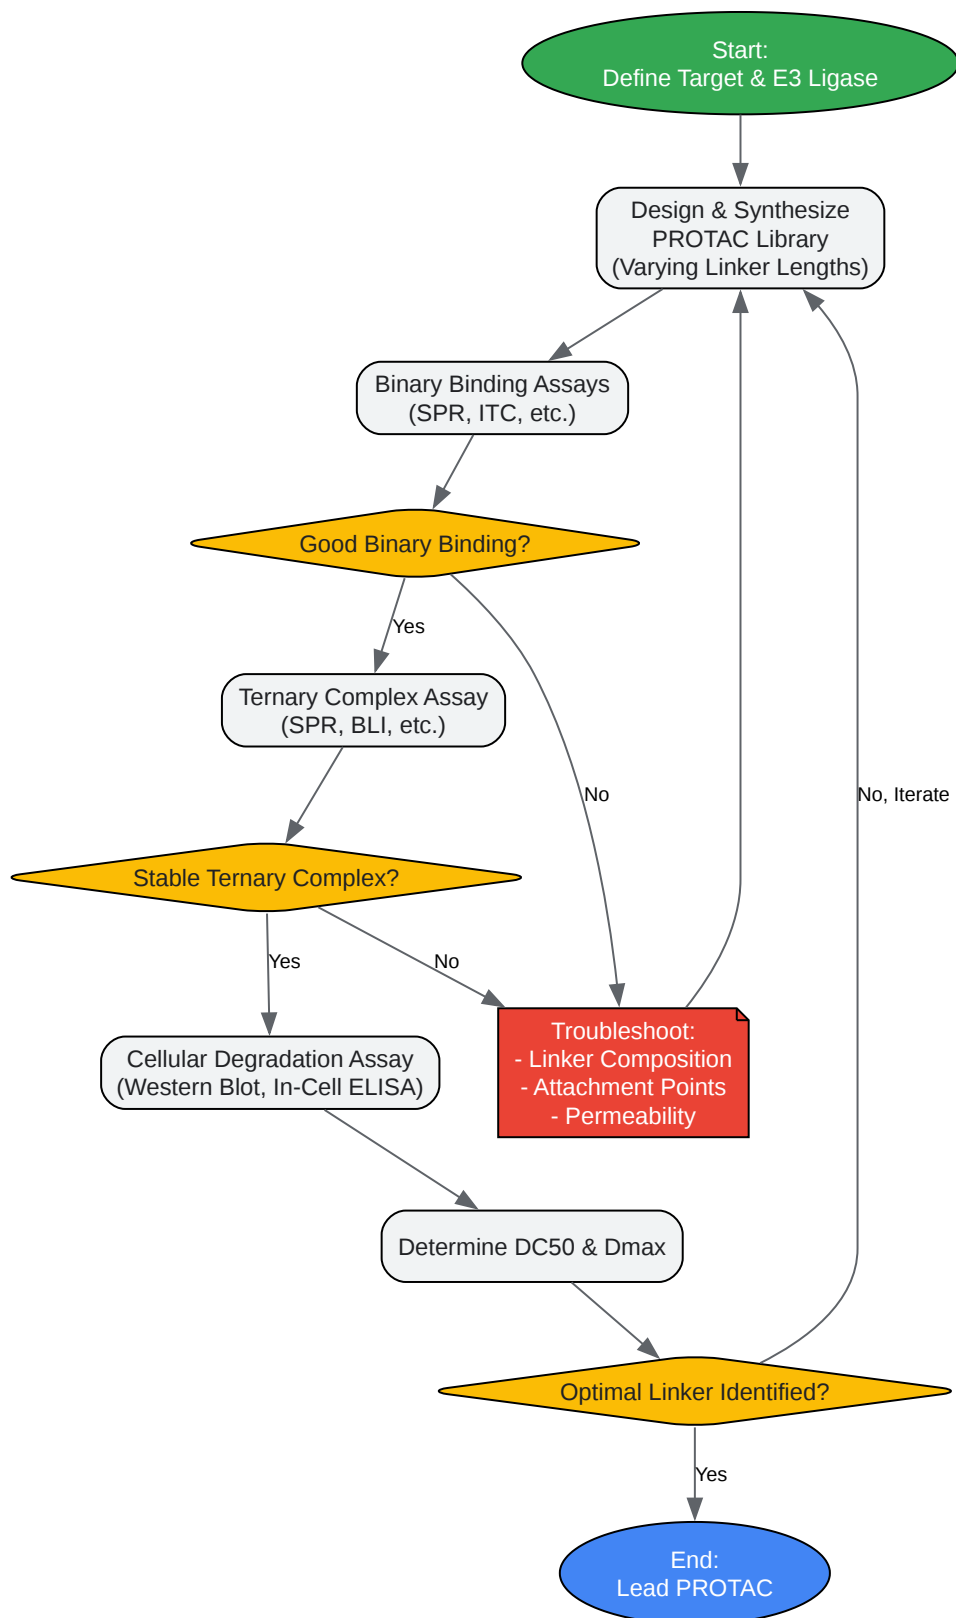 Start:
Define Target & E3 Ligase
Design & Synthesize
PROTAC Library
(Varying Linker Lengths)
Binary Binding Assays
(SPR, ITC, etc.)
Good Binary Binding?
Yes
Ternary Complex Assay
(SPR, BLI, etc.)
No
No, Iterate
Stable Ternary Complex?
Yes
No
Troubleshoot:
- Linker Composition
- Attachment Points
- Permeability
Cellular Degradation Assay
(Western Blot, In-Cell ELISA)
Determine DC50 & Dmax
Optimal Linker Identified?
Yes
End:
Lead PROTAC